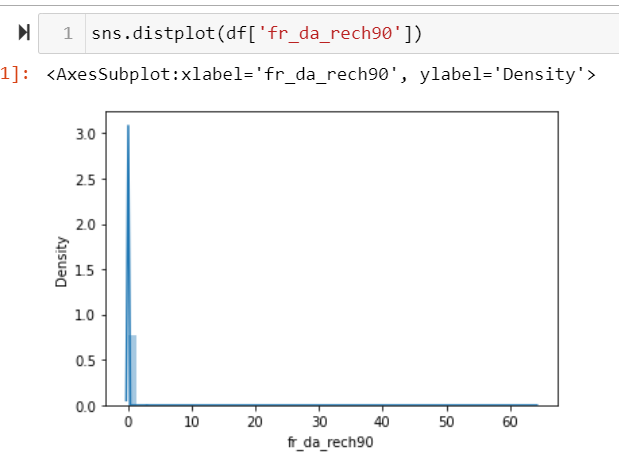 1 sns.distplot(df['fr_da_rech90'])
1]: <AxesSubplot:xlabel='fr_da_rech90', ylabel='Density'>
3.0
2.5
2.0
1.5
1.0
0.5
0.0
Density
0 10 20 30 40 50 60
fr_da_rech90